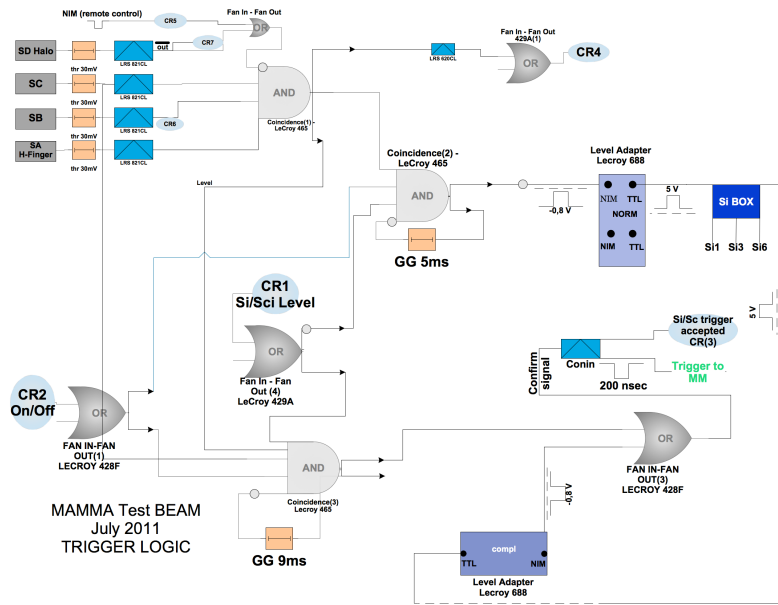 NIM (remote control)
CR5
Fan In - Fan Out
OR
SD Halo
thr 30mV
LRS 821CL
out
CR7
SC
thr 30mV
LRS 821CL
SB
thr 30mV
LRS 821CL
CR6
SA
H-Finger
thr 30mV
LRS 821CL
AND
Coincidence(1) -
LeCroy 465
LRS 620CL
Fan In - Fan Out
429A(1)
OR
CR4
Level
Coincidence(2) -
LeCroy 465
AND
GG 5ms
-0,8 V
Level Adapter
Lecroy 688
NIM
TTL
NORM
NIM
TTL
5 V
Si BOX
Si1
Si3
Si6
5 V
CR1
Si/Sci Level
OR
Fan In - Fan
Out (4)
LeCroy 429A
Si/Sc trigger
accepted
CR(3)
Confirm
signal
Conin
200 nsec
Trigger to
MM
CR2
On/Off
OR
FAN IN-FAN
OUT(1)
LECROY 428F
AND
Coincidence(3)
Lecroy 465
GG 9ms
OR
FAN IN-FAN
OUT(3)
LECROY 428F
-0,8 V
compl
TTL
NIM
Level Adapter
Lecroy 688
MAMMA Test BEAM
July 2011
TRIGGER LOGIC